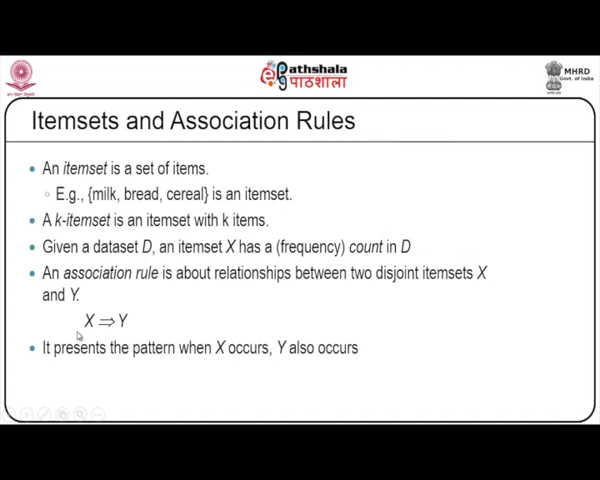 ePathshala
पाठशाला
MHRD
Govt. of India
Itemsets and Association Rules
• An itemset is a set of items.
◦ E.g., {milk, bread, cereal} is an itemset.
• A k-itemset is an itemset with k items.
• Given a dataset D, an itemset X has a (frequency) count in D
• An association rule is about relationships between two disjoint itemsets X
and Y.
X ⇒ Y
• It presents the pattern when X occurs, Y also occurs